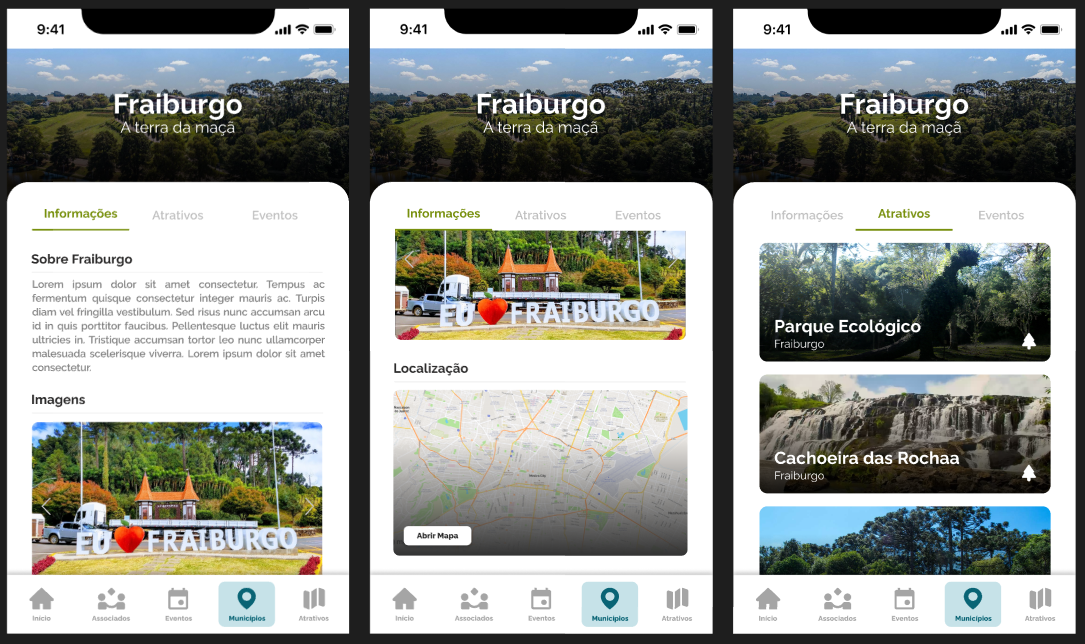 9:41
Fraiburgo
A terra da maçã
Informações Atrativos Eventos
Sobre Fraiburgo
Lorem ipsum dolor sit amet consectetur. Tempus ac
fermentum quisque consectetur integer mauris ac. Turpis
diam vel fringilla vestibulum. Sed risus nunc accumsan arcu
id in quis porttitor faucibus. Pellentesque luctus elit mauris
ultricies in. Tristique accumsan tortor leo nunc ullamcorper
malesuada scelerisque viverra. Lorem ipsum dolor sit amet
consectetur.
Imagens
EU FRAIBURGO
Início Associados Eventos Municípios Atrativos
9:41
Fraiburgo
A terra da maçã
Informações Atrativos Eventos
EU FRAIBURGO
Localização
Abrir Mapa
Início Associados Eventos Municípios Atrativos
9:41
Fraiburgo
A terra da maçã
Informações Atrativos Eventos
Parque Ecológico
Fraiburgo
Cachoeira das Rochaa
Fraiburgo
Início Associados Eventos Municípios Atrativos